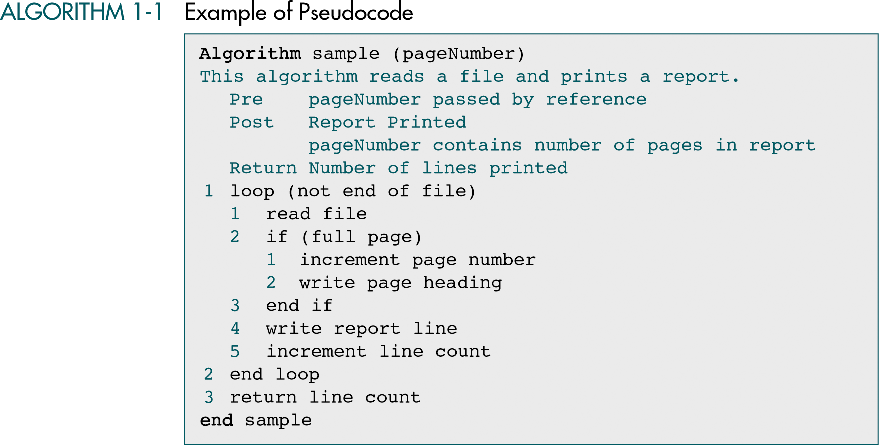 ALGORITHM 1-1 Example of Pseudocode
Algorithm sample (pageNumber)
This algorithm reads a file and prints a report.
Pre pageNumber passed by reference
Post Report Printed
pageNumber contains number of pages in report
Return Number of lines printed
1 loop (not end of file)
1 read file
2 if (full page)
1 increment page number
2 write page heading
3 end if
4 write report line
5 increment line count
2 end loop
3 return line count
end sample